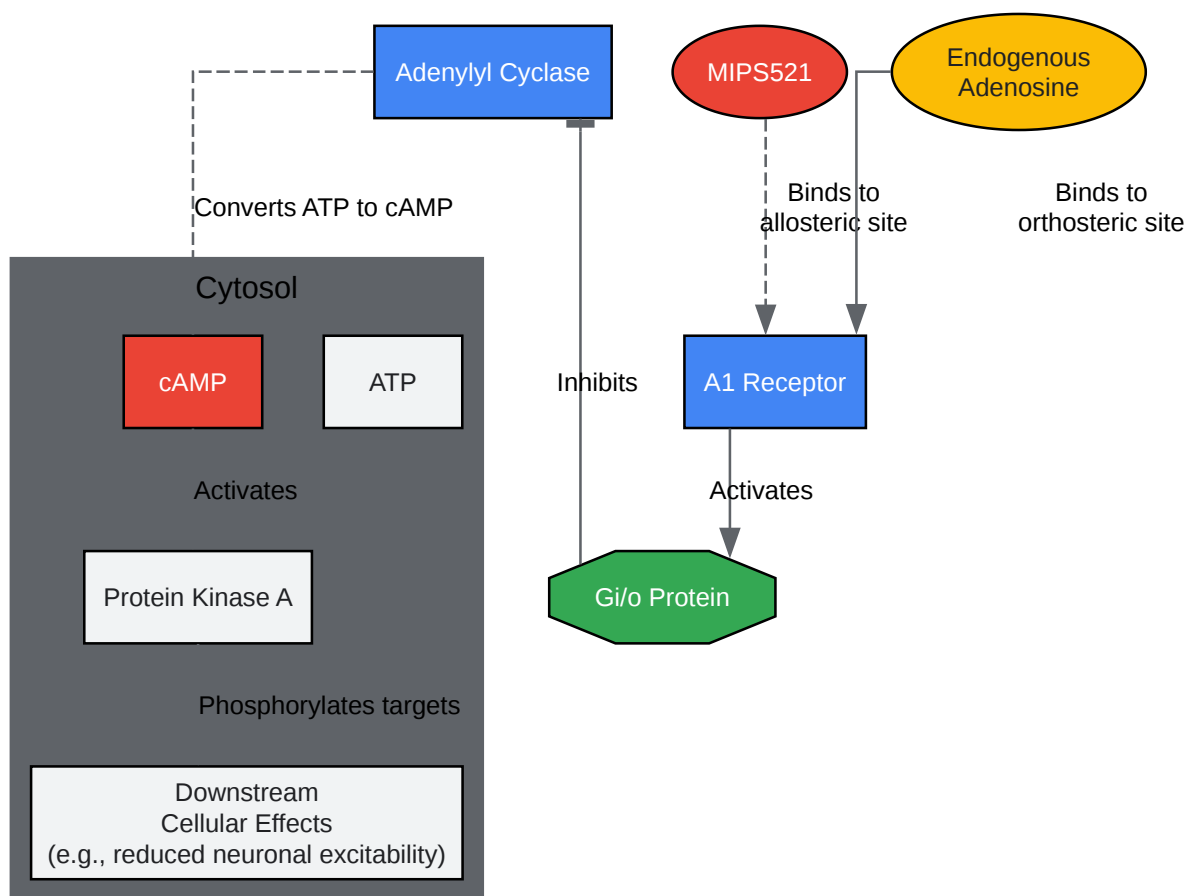 Adenylyl Cyclase
MIPS521
Endogenous
Adenosine
Converts ATP to cAMP
Binds to
allosteric site
Binds to
orthosteric site
Cytosol
cAMP
ATP
Inhibits
A1 Receptor
Activates
Activates
Protein Kinase A
Gi/o Protein
Phosphorylates targets
Downstream
Cellular Effects
(e.g., reduced neuronal excitability)